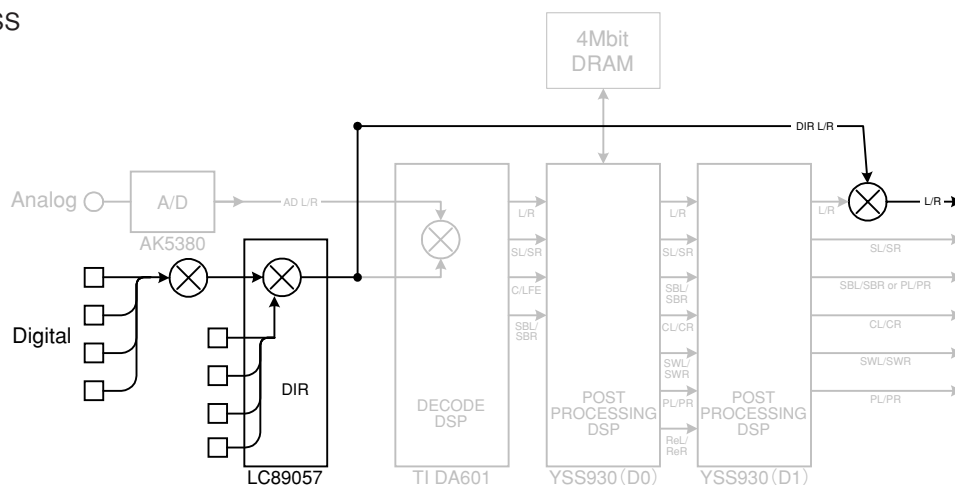 SS
4Mbit
DRAM
DIR L/R
Analog
A/D
AD L/R
AK5380
L/R
L/R
L/R
L/R
SL/SR
SL/SR
SL/SR
C/LFE
SBL/
SBR
SBL/SBR or PL/PR
SBL/
SBR
CL/CR
CL/CR
Digital
SWL/
SWR
SWL/SWR
DIR
PL/PR
PL/PR
DECODE
DSP
POST
PROCESSING
DSP
POST
PROCESSING
DSP
ReL/
ReR
LC89057
TI DA601
YSS930(D0)
YSS930(D1)